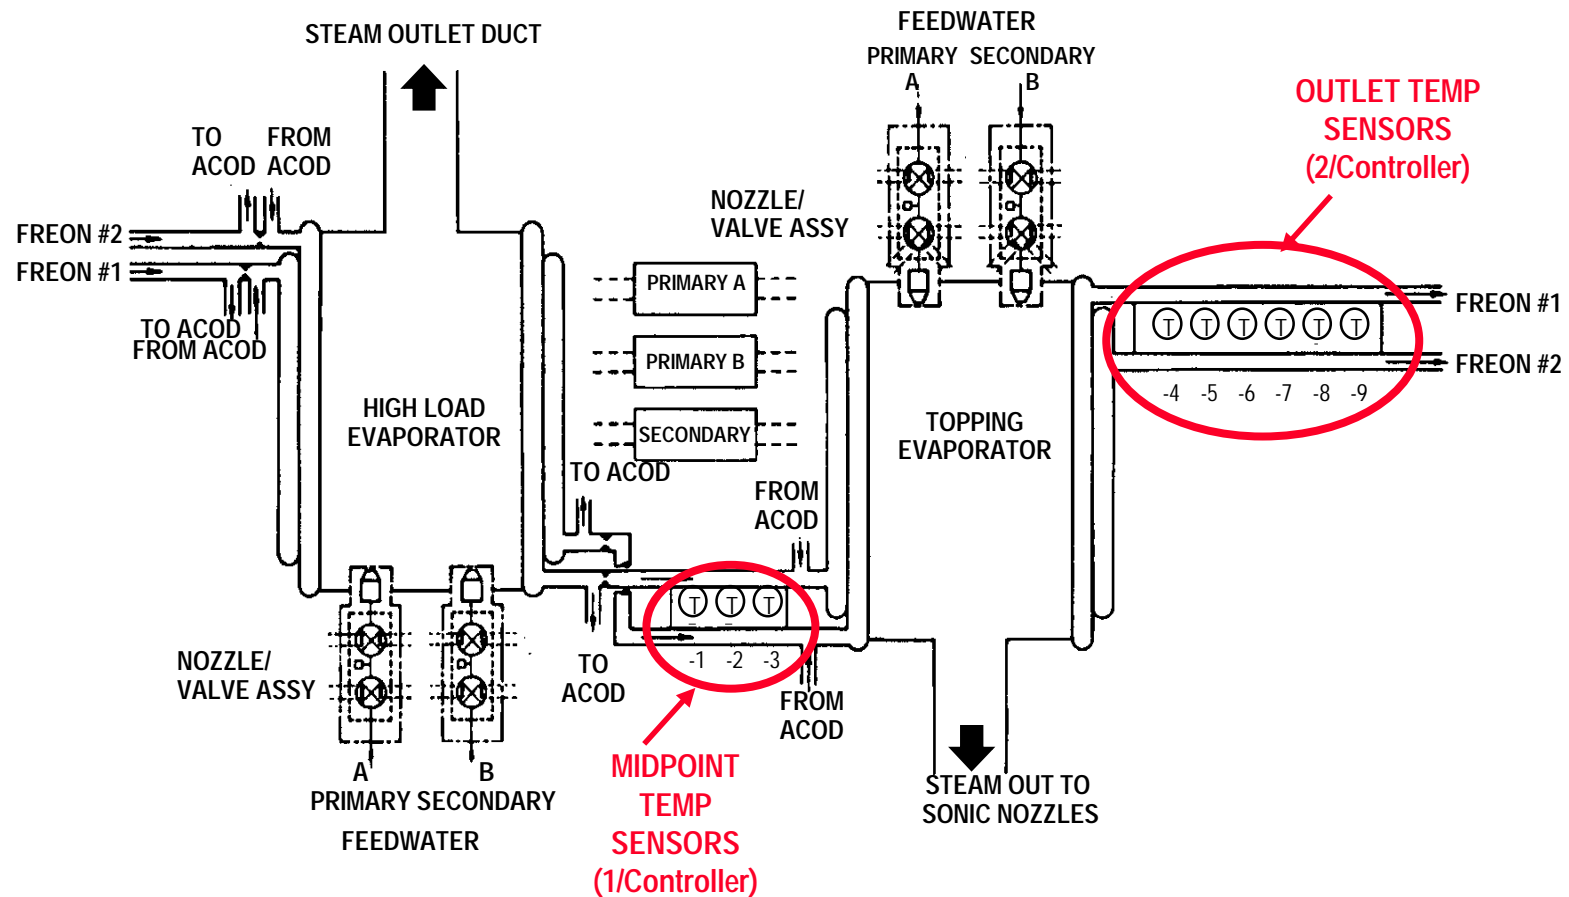 STEAM OUTLET DUCT
FEEDWATER
PRIMARY SECONDARY
A B
OUTLET TEMP
SENSORS
(2/Controller)
TO FROM
ACOD ACOD
NOZZLE/
VALVE ASSY
FREON #2
FREON #1
TO ACOD
FROM ACOD
PRIMARY A
PRIMARY B
SECONDARY
HIGH LOAD
EVAPORATOR
TOPPING
EVAPORATOR
T T T T T T
-4 -5 -6 -7 -8 -9
FREON #1
FREON #2
TO ACOD
FROM
ACOD
T T T
-1 -2 -3
TO
ACOD
FROM
ACOD
NOZZLE/
VALVE ASSY
A B
PRIMARY SECONDARY
FEEDWATER
MIDPOINT
TEMP
SENSORS
(1/Controller)
STEAM OUT TO
SONIC NOZZLES